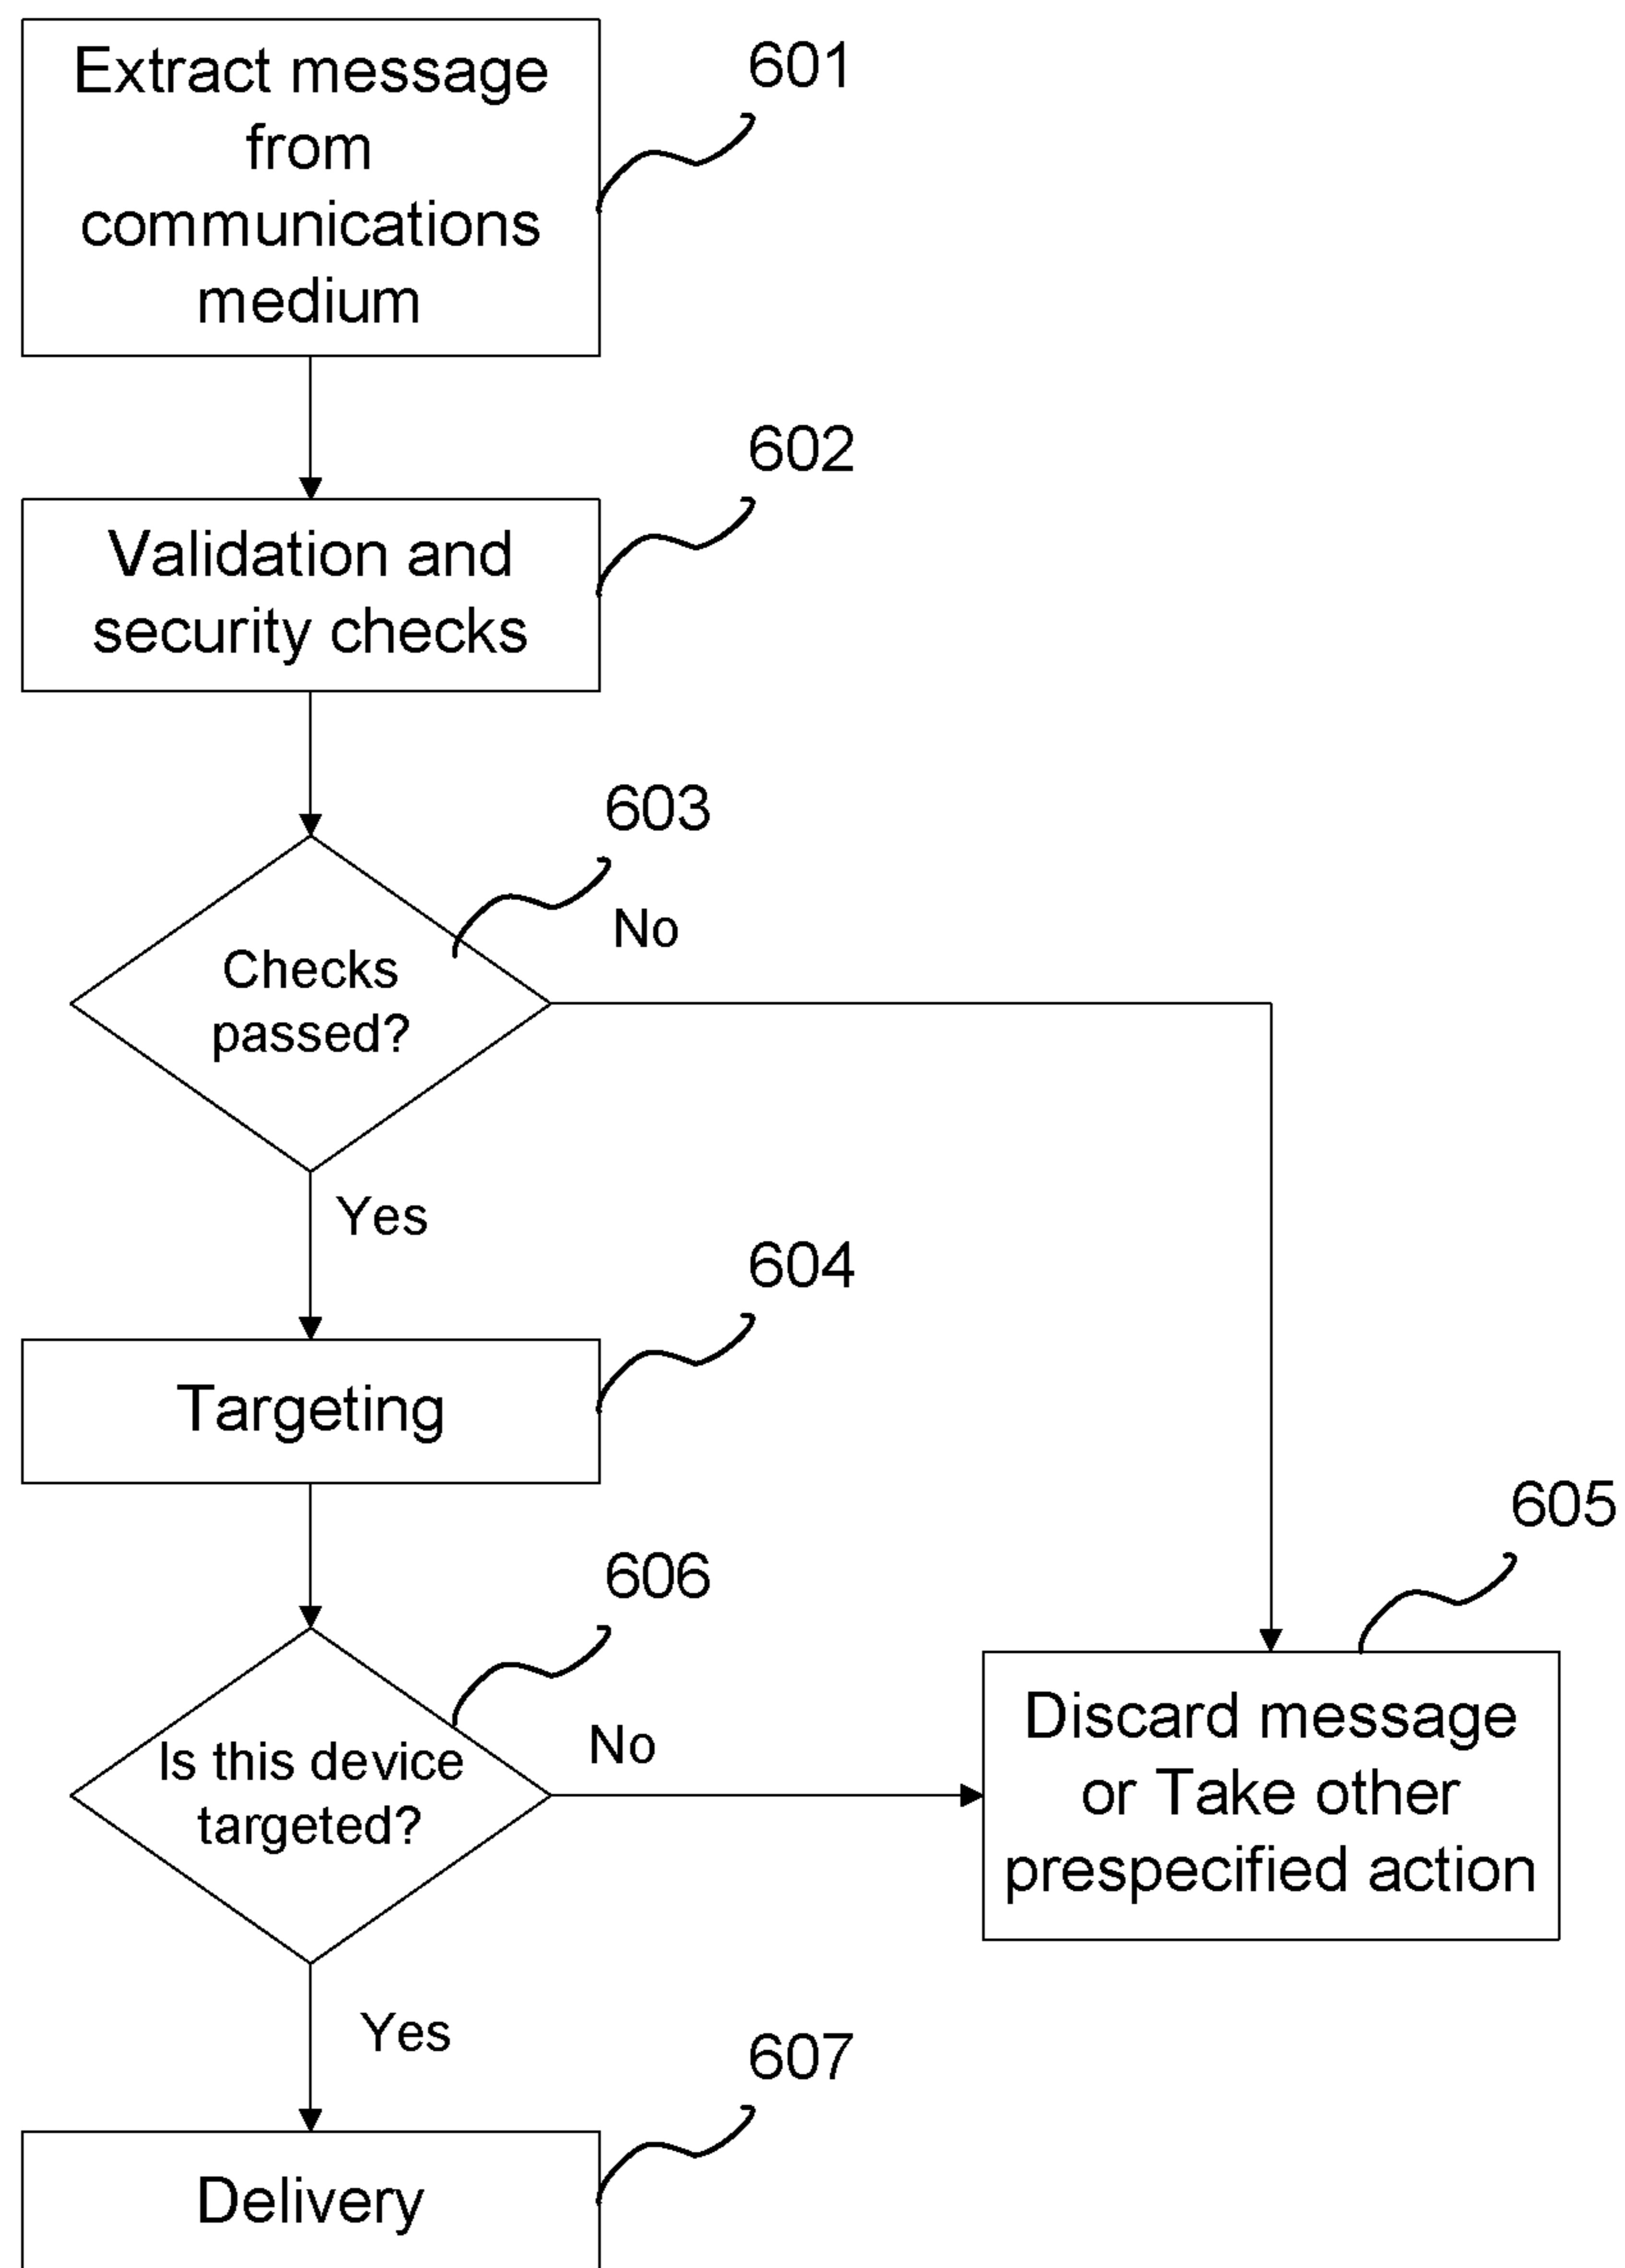 Extract message
from
communications
medium
601
602
Validation and
security checks
603
No
Checks
passed?
Yes
604
Targeting
605
606
Is this device
targeted?
No
Discard message
or Take other
prespecified action
Yes
607
Delivery